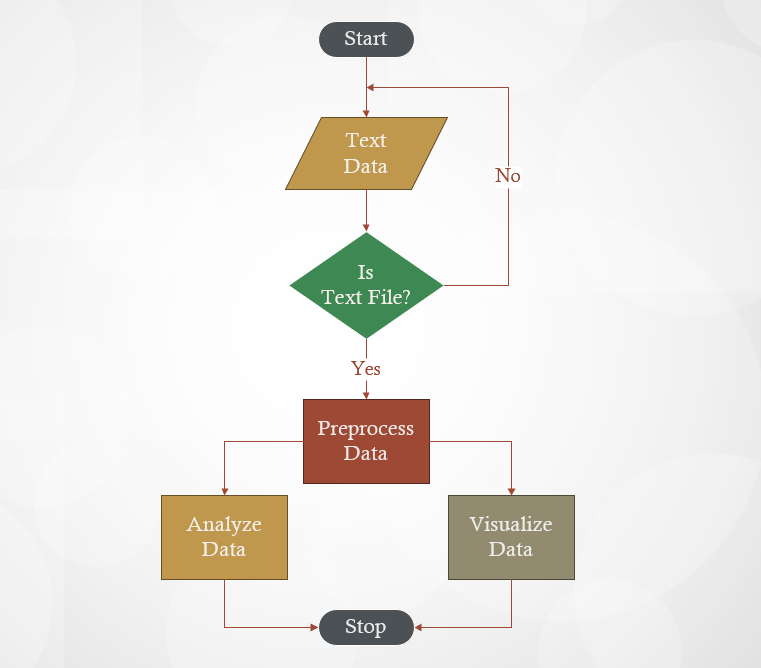 Start
Text
Data
No
Is
Text File?
Yes
Preprocess
Data
Analyze
Data
Visualize
Data
Stop